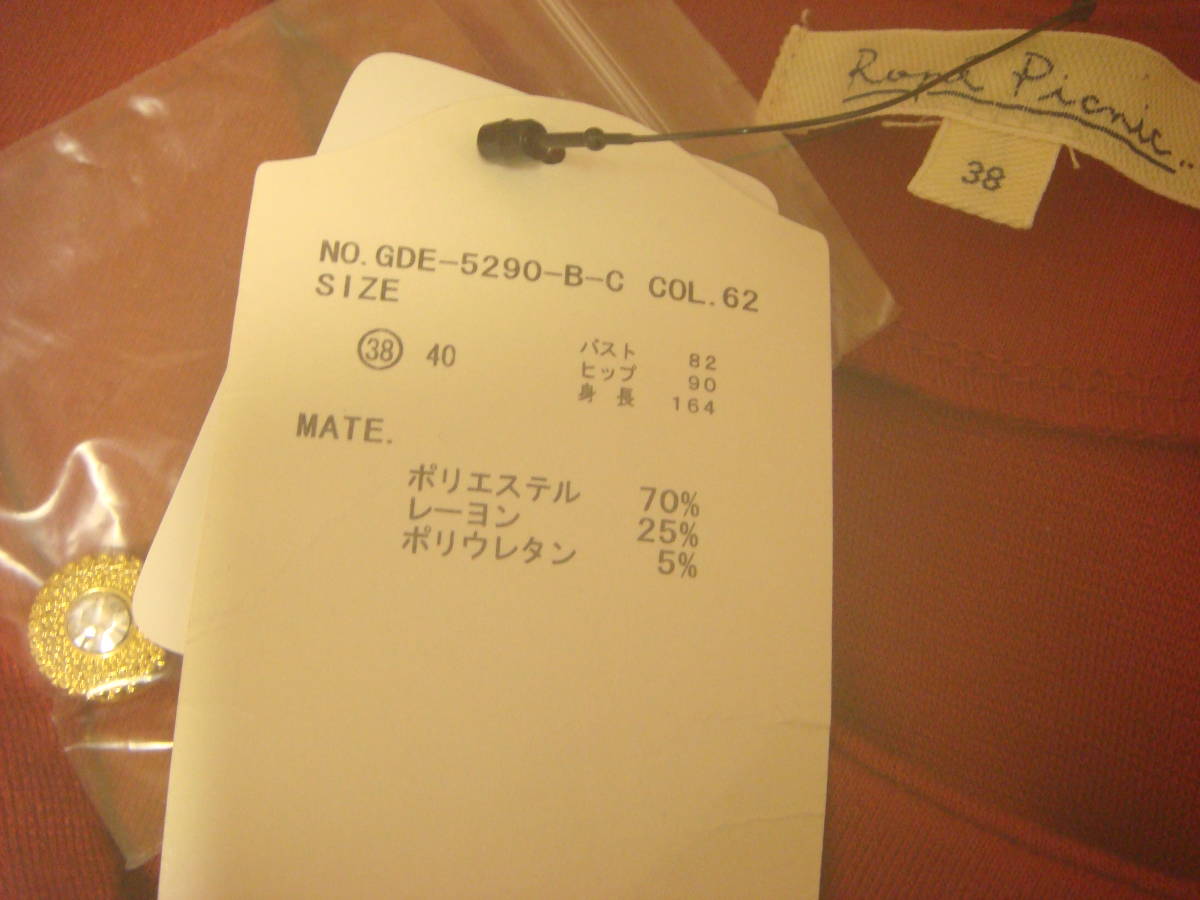 Ropé Picnic..
38
NO.GDE-5290-B-C COL.62
SIZE
38 40
バスト 82
ヒップ 90
身長 164
MATE.
ポリエステル 70%
レーヨン 25%
ポリウレタン 5%